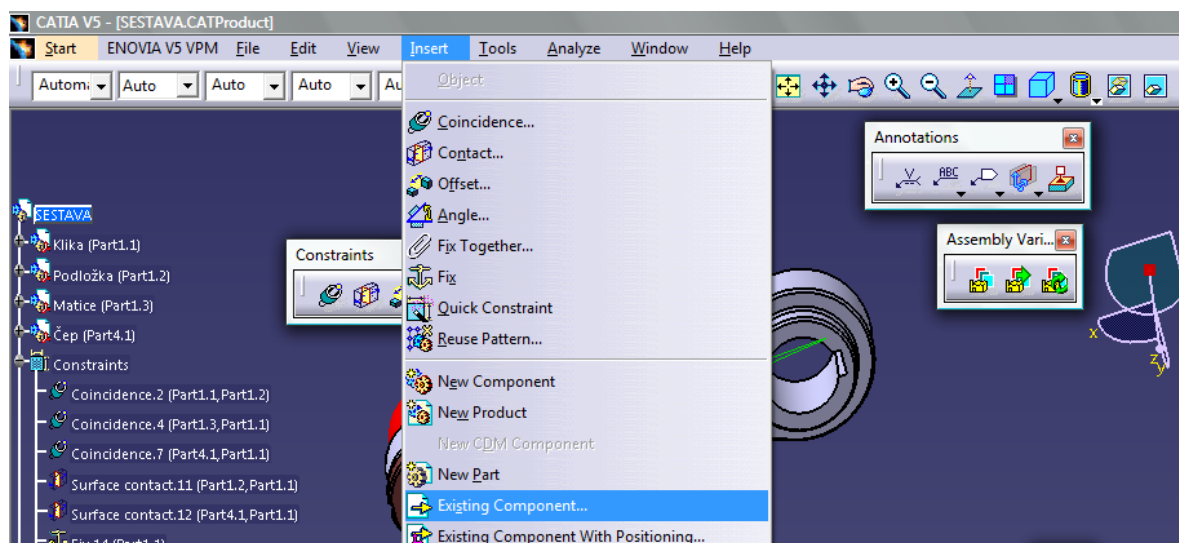 CATIA V5 - [SESTAVA.CATProduct]
Start ENOVIA V5 VPM File Edit View Insert Tools Analyze Window Help
Auto Auto Auto
Object
Coincidence...
Contact...
Offset...
Angle...
Fix Together...
Fix
Quick Constraint
Reuse Pattern...
New Component
New Product
New CDM Component
New Part
Existing Component...
Existing Component With Positioning...
SESTAVA
Klika (Part1.1)
Podložka (Part1.2)
Matice (Part1.3)
Čep (Part4.1)
Constraints
Coincidence.2 (Part1.1,Part1.2)
Coincidence.4 (Part1.3,Part1.1)
Coincidence.7 (Part4.1,Part1.1)
Surface contact.11 (Part1.2,Part1.1)
Surface contact.12 (Part4.1,Part1.1)
Constraints
Annotations
ABC
Assembly Vari...
x
z
y